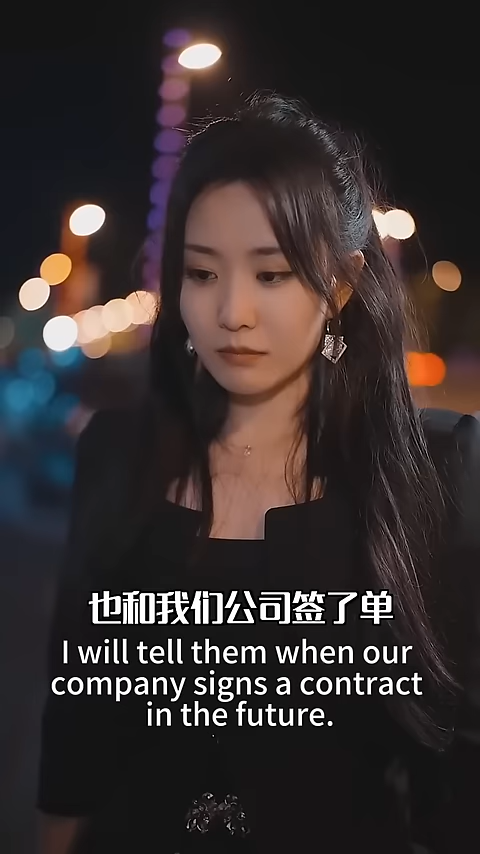 也和我们公司签了单
I will tell them when our
company signs a contract
in the future.